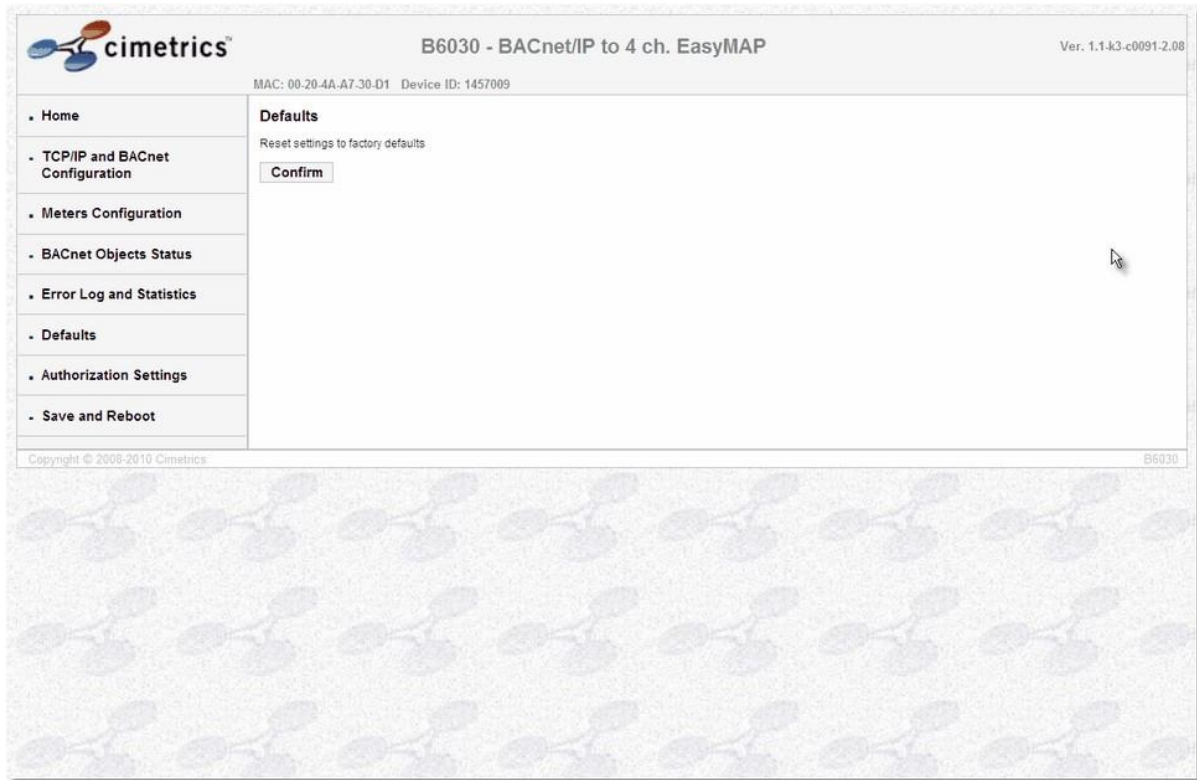 cimetrics™
B6030 - BACnet/IP to 4 ch. EasyMAP
Ver. 1.1-k3-c0091-2.08
MAC: 00-20-4A-A7-30-D1 Device ID: 1457009
Home
TCP/IP and BACnet
Configuration
Meters Configuration
BACnet Objects Status
Error Log and Statistics
Defaults
Authorization Settings
Save and Reboot
Defaults
Reset settings to factory defaults
Confirm
Copyright © 2008-2010 Cimetrics
B6030